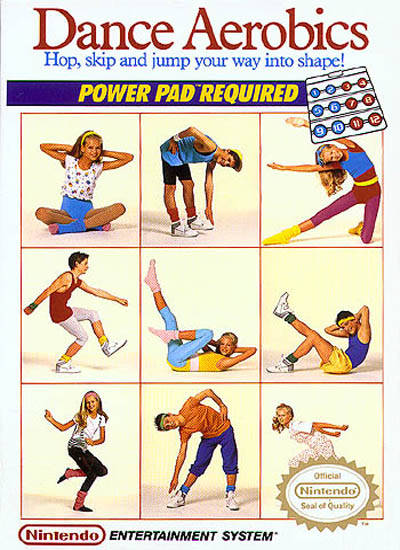 Dance Aerobics
Hop, skip and jump your way into shape!
POWER PAD REQUIRED
1 2 3 4
5 6 7 8
9 10 11 12
Official
Nintendo
Seal of Quality
TM
Nintendo ENTERTAINMENT SYSTEM